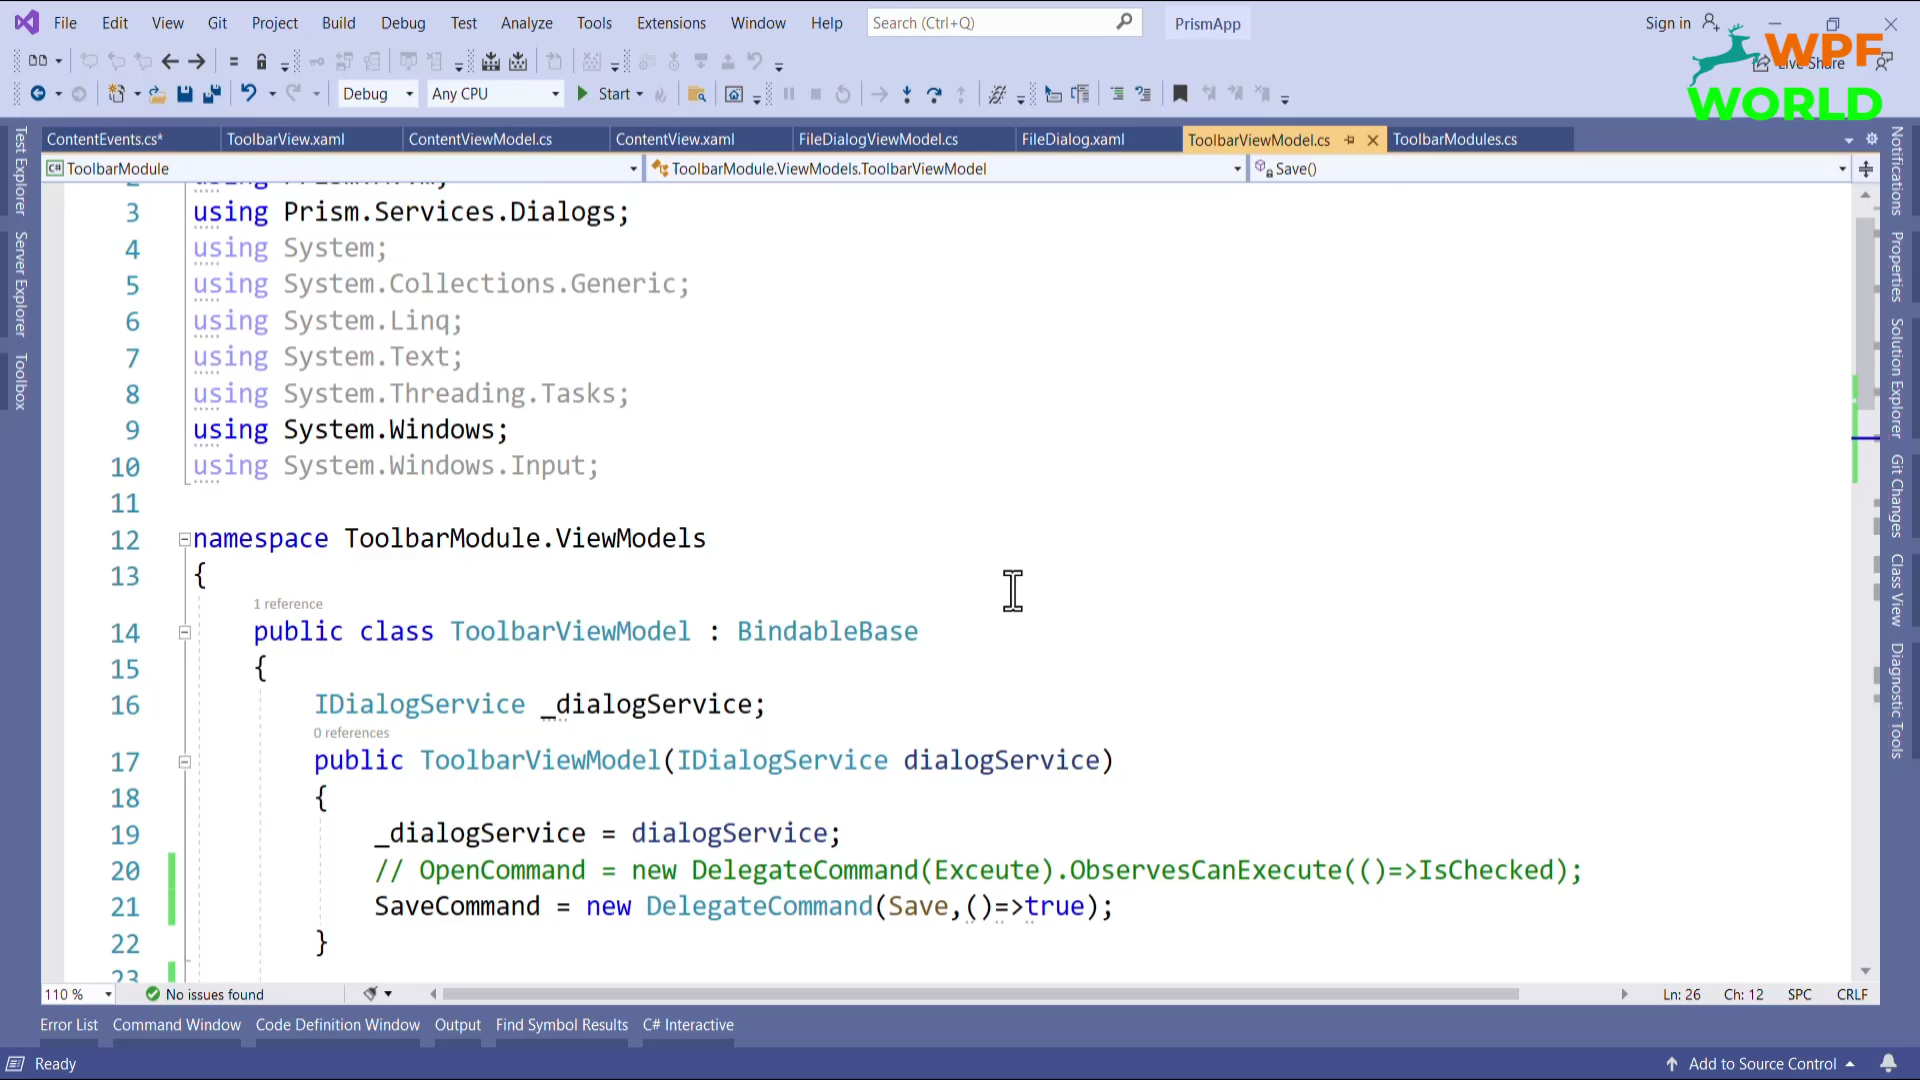 File Edit View Git Project Build Debug Test Analyze Tools Extensions Window Help Search (Ctrl+Q) PrismApp Sign in
WPF
Live Share
WORLD
Debug Any CPU Start
ContentEvents.cs* ToolbarView.xaml ContentViewModel.cs ContentView.xaml FileDialogViewModel.cs FileDialog.xaml ToolbarViewModel.cs ToolbarModules.cs
C# ToolbarModule ToolbarModule.ViewModels.ToolbarViewModel Save()
3 using Prism.Services.Dialogs;
4 using System;
5 using System.Collections.Generic;
6 using System.Linq;
7 using System.Text;
8 using System.Threading.Tasks;
9 using System.Windows;
10 using System.Windows.Input;
11
12 namespace ToolbarModule.ViewModels
13 {
1 reference
14 public class ToolbarViewModel : BindableBase
15 {
16 IDialogService _dialogService;
0 references
17 public ToolbarViewModel(IDialogService dialogService)
18 {
19 _dialogService = dialogService;
20 // OpenCommand = new DelegateCommand(Exceute).ObservesCanExecute(()=>IsChecked);
21 SaveCommand = new DelegateCommand(Save,()=>true);
22 }
23
110 % No issues found Ln: 26 Ch: 12 SPC CRLF
Error List Command Window Code Definition Window Output Find Symbol Results C# Interactive
Ready Add to Source Control
Test Explorer
Server Explorer
Toolbox
Notifications
Properties
Solution Explorer
Git Changes
Class View
Diagnostic Tools